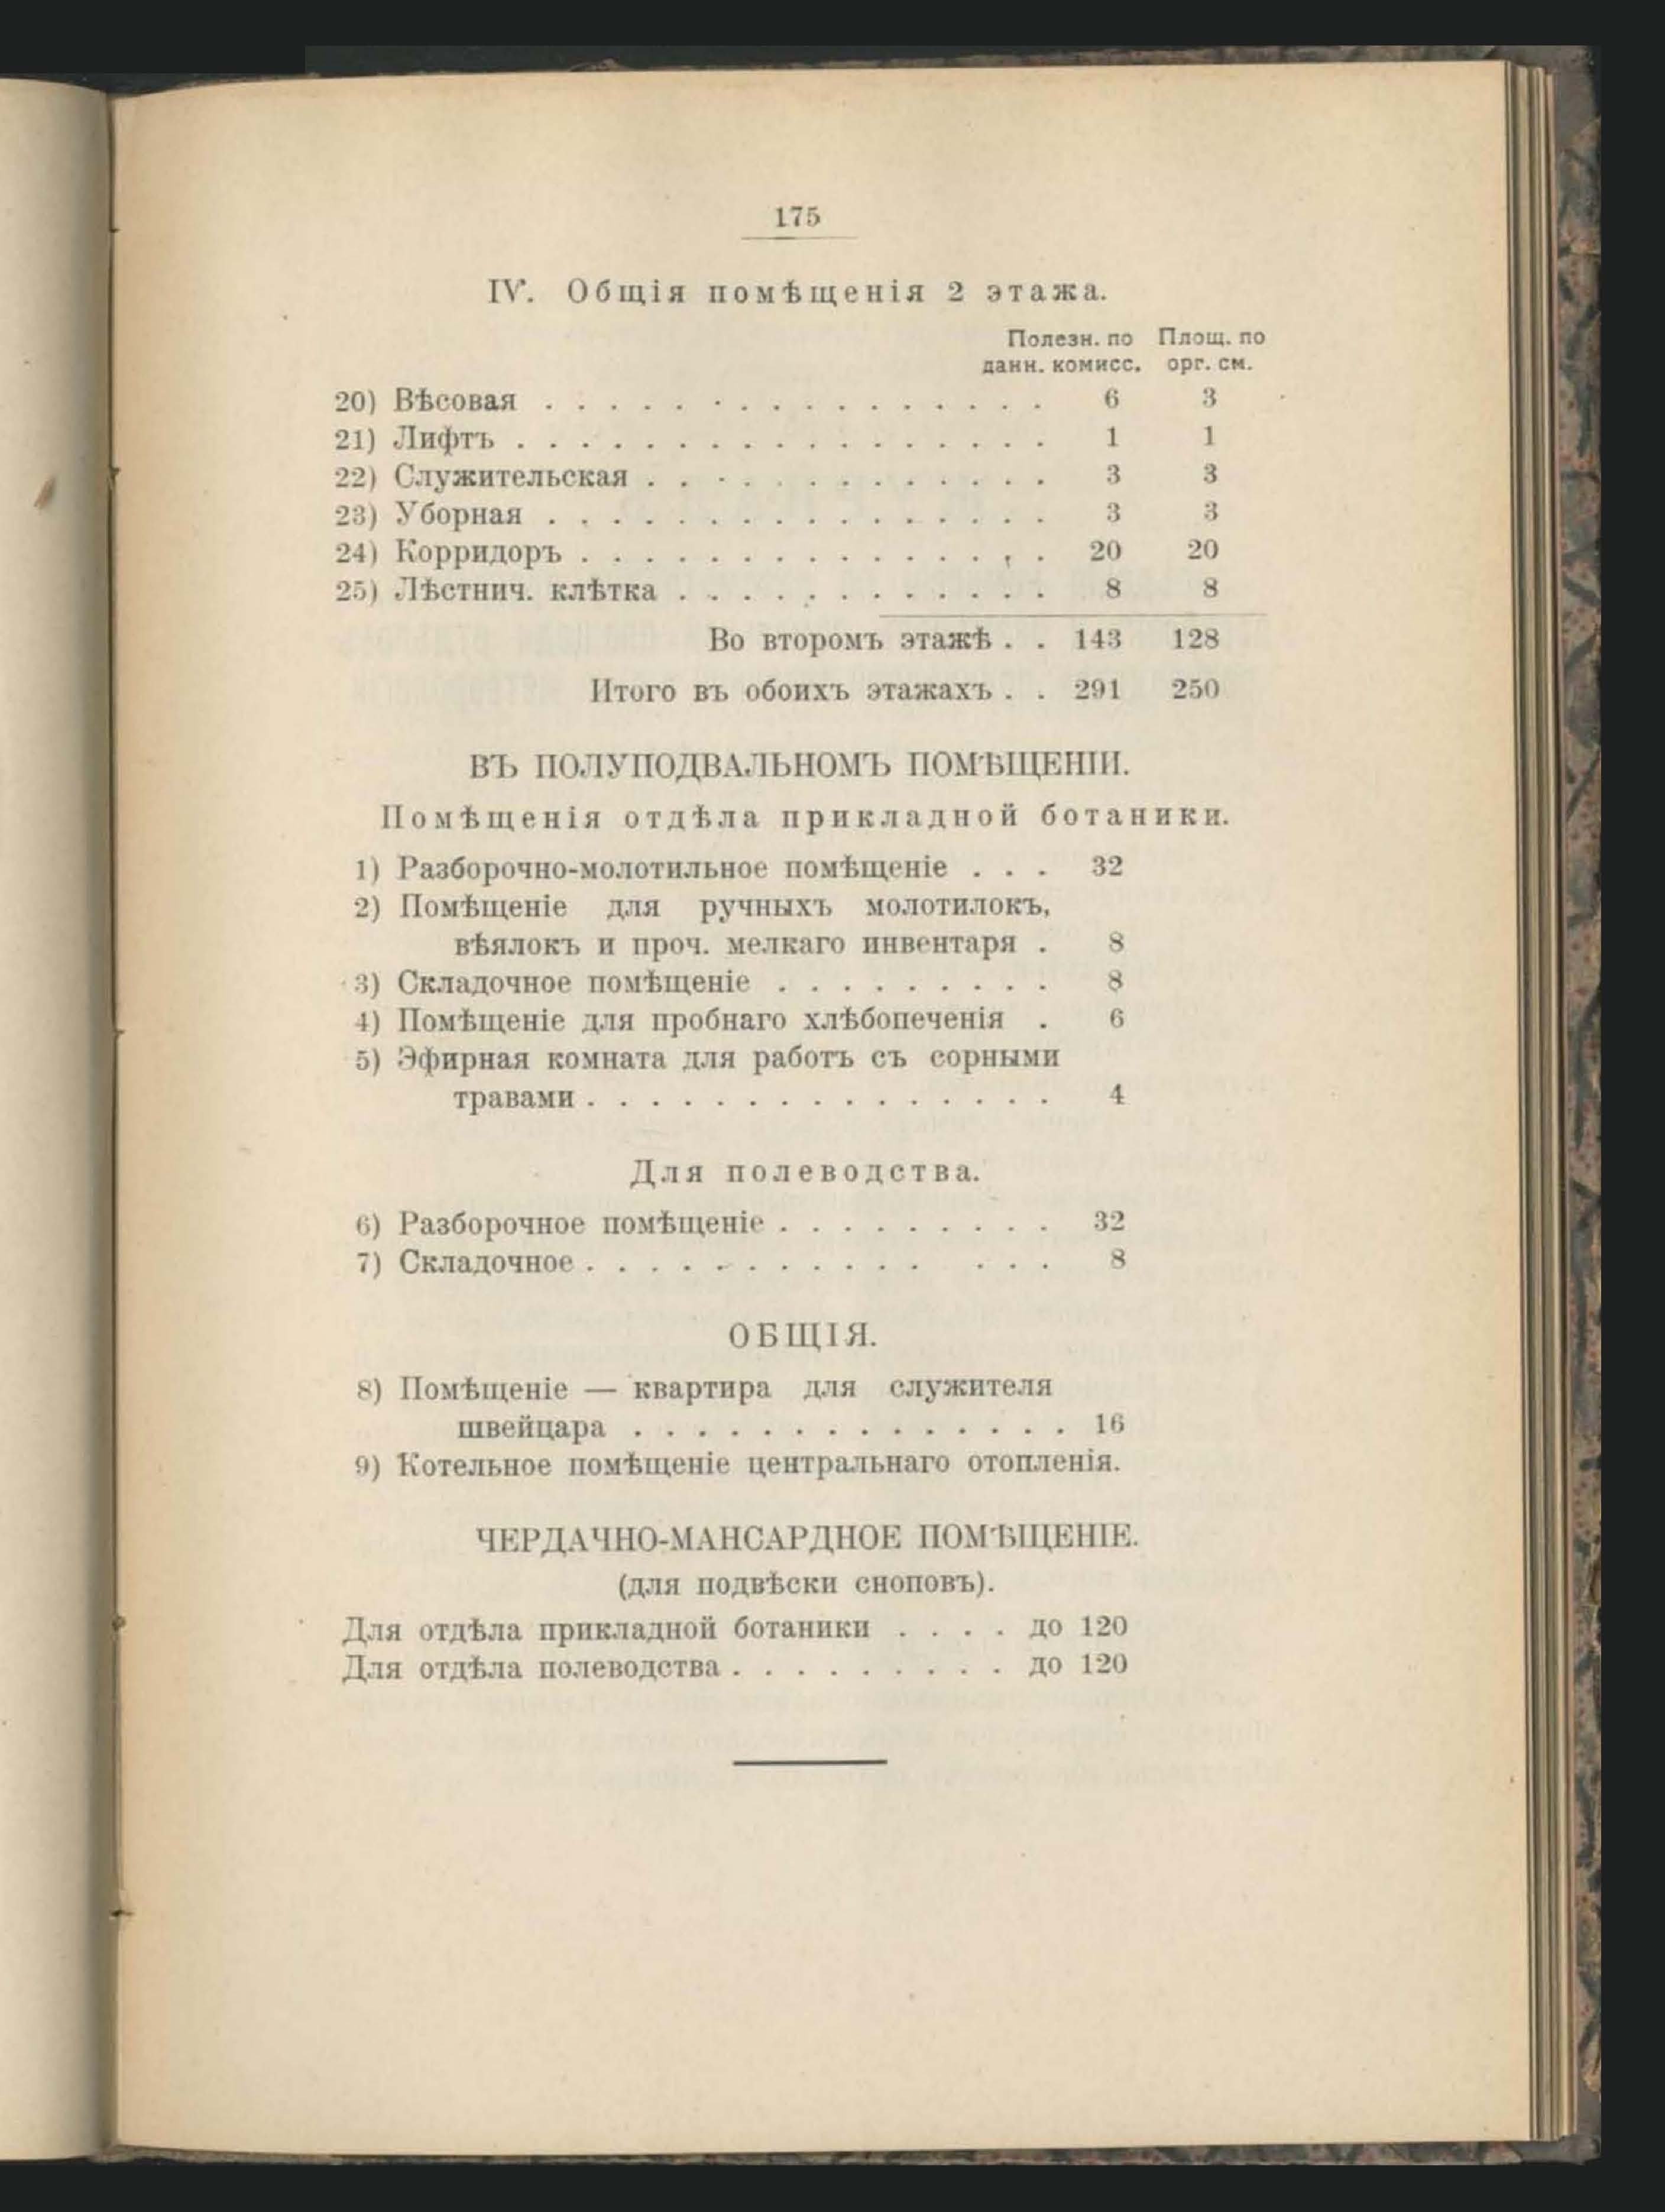 175
IV. Общія помѣщенія 2 этажа.
Полезн. по Площ. по
данн. комисс. орг. см.
20) Вѣсовая . . . . . . . . . . . . . . . . 6 3
21) Лифтъ . . . . . . . . . . . . . . . . . 1 1
22) Служительская . . . . . . . . . . . . . 3 3
23) Уборная . . . . . . . . . . . . . . . . 3 3
24) Корридоръ . . . . . . . . . . . . . . . 20 20
25) Лѣстнич. клѣтка . . . . . . . . . . . . 8 8
Во второмъ этажѣ . . 143 128
Итого въ обоихъ этажахъ . . 291 250
ВЪ ПОЛУПОДВАЛЬНОМЪ ПОМѢЩЕНІИ.
Помѣщенія отдѣла прикладной ботаники.
1) Разборочно-молотильное помѣщеніе . . . 32
2) Помѣщеніе для ручныхъ молотилокъ,
вѣялокъ и проч. мелкаго инвентаря . 8
3) Складочное помѣщеніе . . . . . . . . . 8
4) Помѣщеніе для пробнаго хлѣбопеченія . 6
5) Эфирная комната для работъ съ сорными
травами . . . . . . . . . . . . . . . 4
Для полеводства.
6) Разборочное помѣщеніе . . . . . . . . . 32
7) Складочное . . . . . . . . . . . . . . 8
ОБЩІЯ.
8) Помѣщеніе — квартира для служителя
швейцара . . . . . . . . . . . . . . 16
9) Котельное помѣщеніе центральнаго отопленія.
ЧЕРДАЧНО-МАНСАРДНОЕ ПОМѢЩЕНІЕ.
(для подвѣски сноповъ).
Для отдѣла прикладной ботаники . . . . до 120
Для отдѣла полеводства . . . . . . . . . до 120